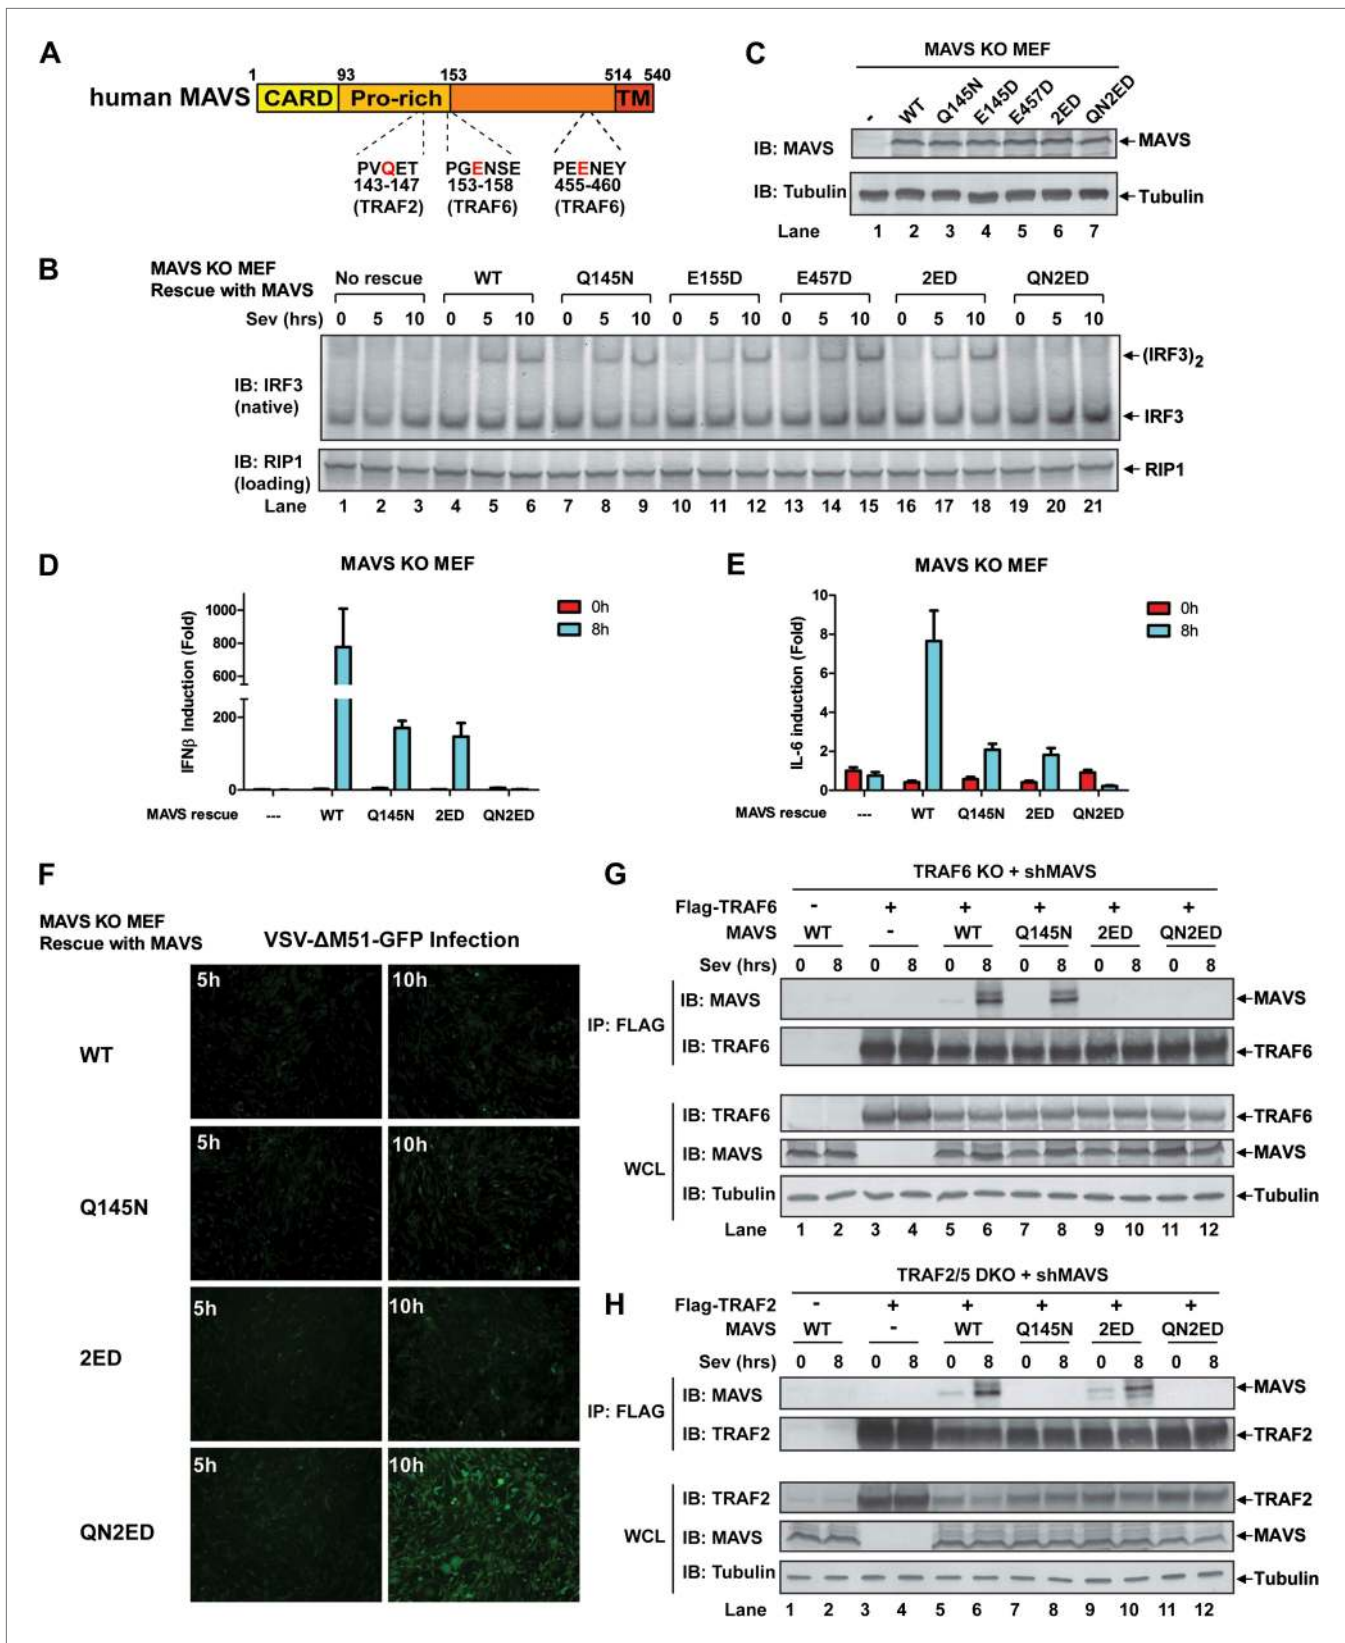 A
1 93 153 514 540
human MAVS CARD Pro-rich TM
PVQET PGENSE PEENEY
143-147 153-158 455-460
(TRAF2) (TRAF6) (TRAF6)
C
MAVS KO MEF
- WT Q145N E145D E457D 2ED QN2ED
IB: MAVS MAVS
IB: Tubulin Tubulin
Lane 1 2 3 4 5 6 7
B
MAVS KO MEF
Rescue with MAVS No rescue WT Q145N E155D E457D 2ED QN2ED
Sev (hrs) 0 5 10 0 5 10 0 5 10 0 5 10 0 5 10 0 5 10 0 5 10
(IRF3)2
IB: IRF3
(native)
IRF3
IB: RIP1
(loading)
RIP1
Lane 1 2 3 4 5 6 7 8 9 10 11 12 13 14 15 16 17 18 19 20 21
D
MAVS KO MEF
IFNβ Induction (Fold)
1000
800
600
200
0
0h
8h
MAVS rescue --- WT Q145N 2ED QN2ED
E
MAVS KO MEF
IL-6 induction (Fold)
10
8
6
4
2
0
0h
8h
MAVS rescue --- WT Q145N 2ED QN2ED
F
MAVS KO MEF
Rescue with MAVS
VSV-ΔM51-GFP Infection
5h 10h
WT
5h 10h
Q145N
5h 10h
2ED
5h 10h
QN2ED
G
TRAF6 KO + shMAVS
Flag-TRAF6 - + + + + +
MAVS WT - WT Q145N 2ED QN2ED
Sev (hrs) 0 8 0 8 0 8 0 8 0 8 0 8
IP: FLAG
IB: MAVS MAVS
IB: TRAF6 TRAF6
WCL
IB: TRAF6 TRAF6
IB: MAVS MAVS
IB: Tubulin Tubulin
Lane 1 2 3 4 5 6 7 8 9 10 11 12
H
TRAF2/5 DKO + shMAVS
Flag-TRAF2 - + + + + +
MAVS WT - WT Q145N 2ED QN2ED
Sev (hrs) 0 8 0 8 0 8 0 8 0 8 0 8
IP: FLAG
IB: MAVS MAVS
IB: TRAF2 TRAF2
WCL
IB: TRAF2 TRAF2
IB: MAVS MAVS
IB: Tubulin Tubulin
Lane 1 2 3 4 5 6 7 8 9 10 11 12